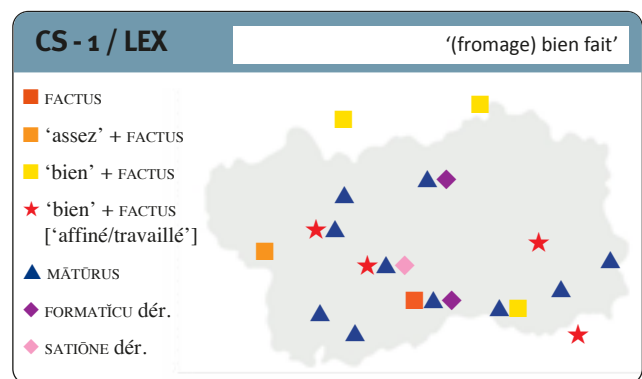 CS - 1 / LEX
‘(fromage) bien fait’
FACTUS
‘assez’ + FACTUS
‘bien’ + FACTUS
‘bien’ + FACTUS
[‘affiné/travaillé’]
MĀTŪRUS
FORMATĬCU dér.
SATIŌNE dér.